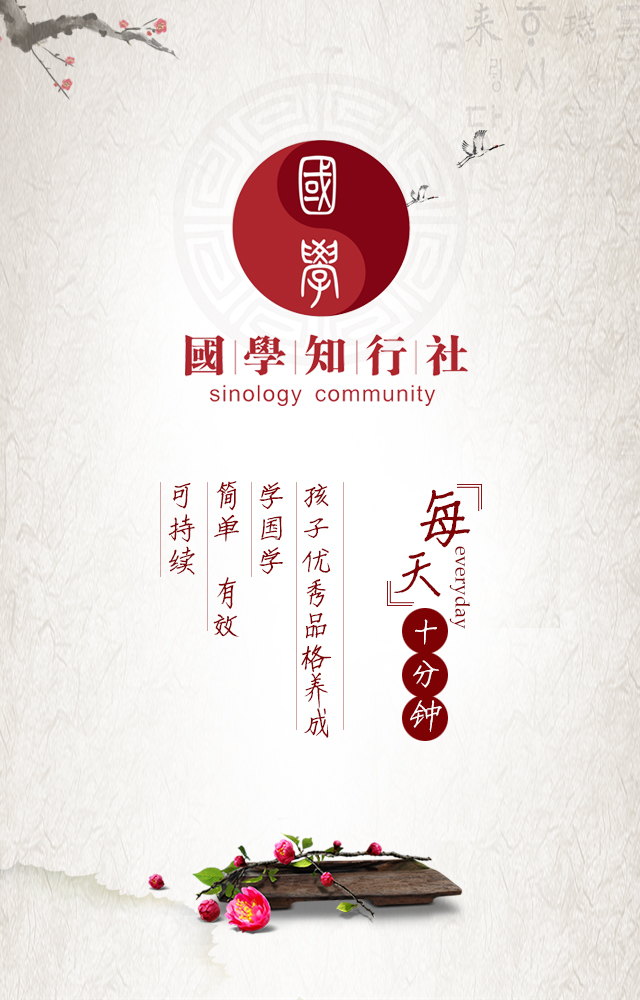 國學
國學知行社
sinology community
每天
everyday
十分钟
孩子优秀品格养成
学国学
简单 有效
可持续